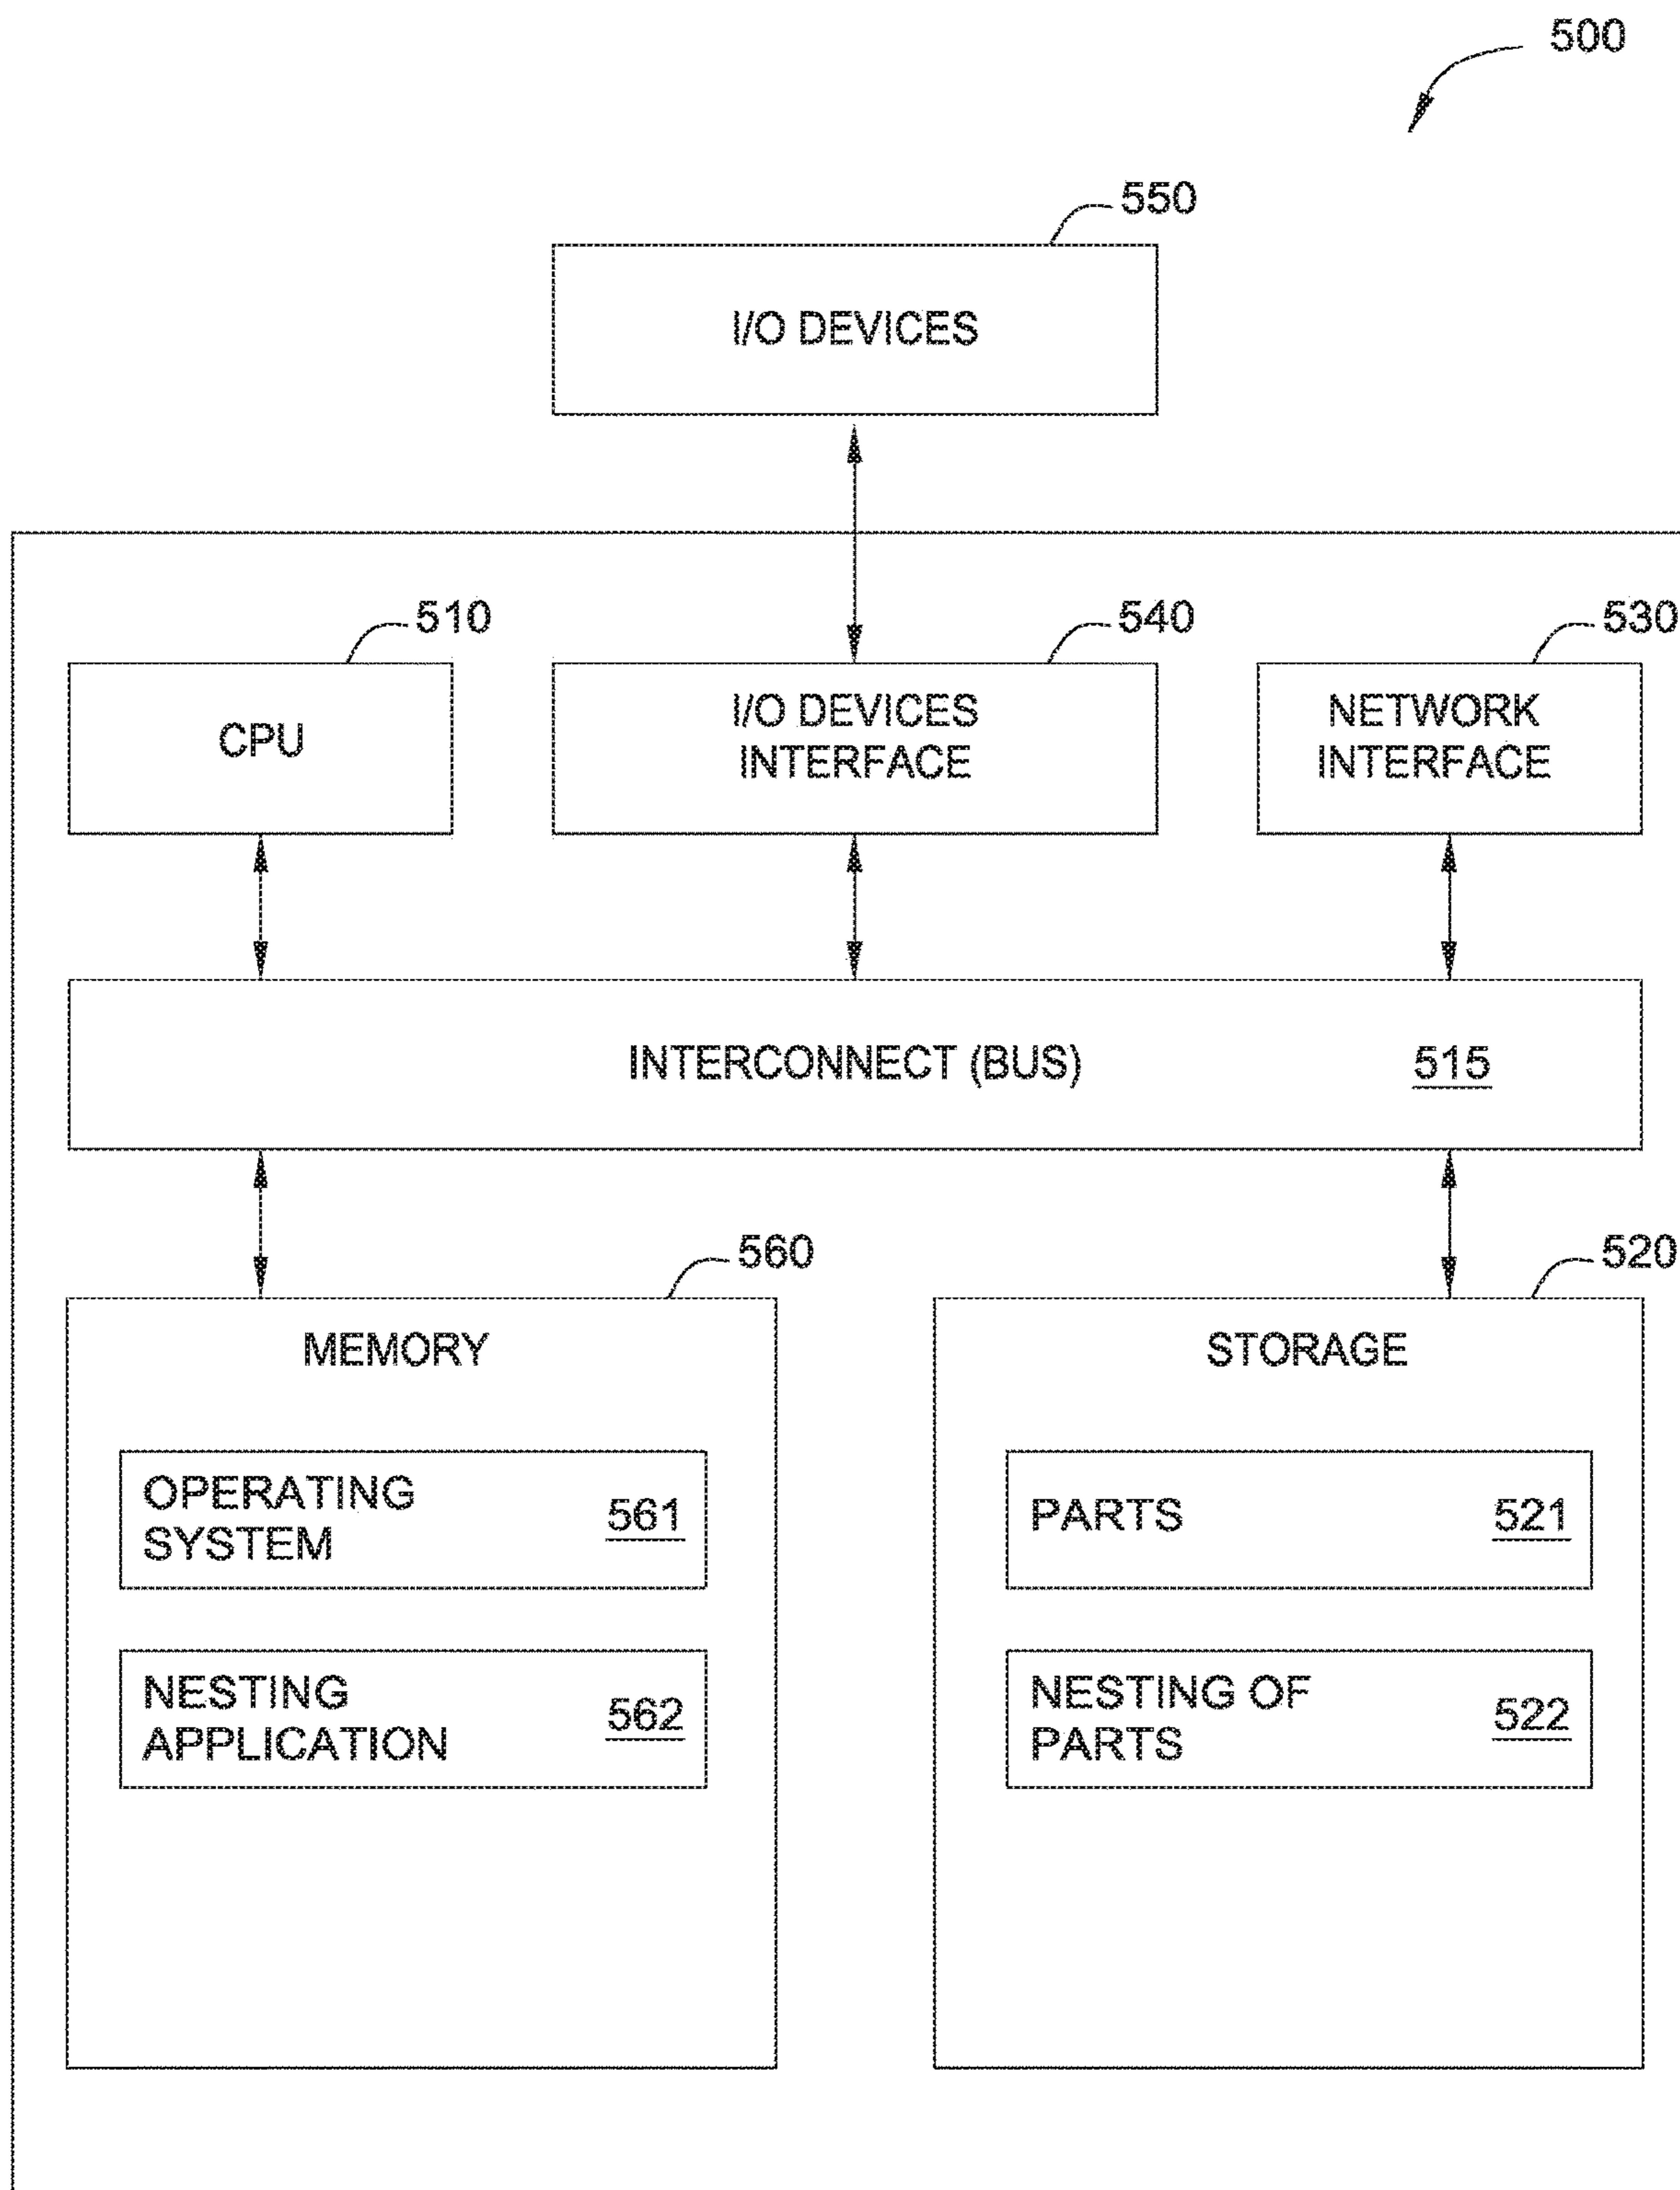 500
550
I/O DEVICES
510
540
530
CPU
I/O DEVICES
INTERFACE
NETWORK
INTERFACE
INTERCONNECT (BUS)
515
560
520
MEMORY
STORAGE
OPERATING
SYSTEM
561
PARTS
521
NESTING
APPLICATION
562
NESTING OF
PARTS
522